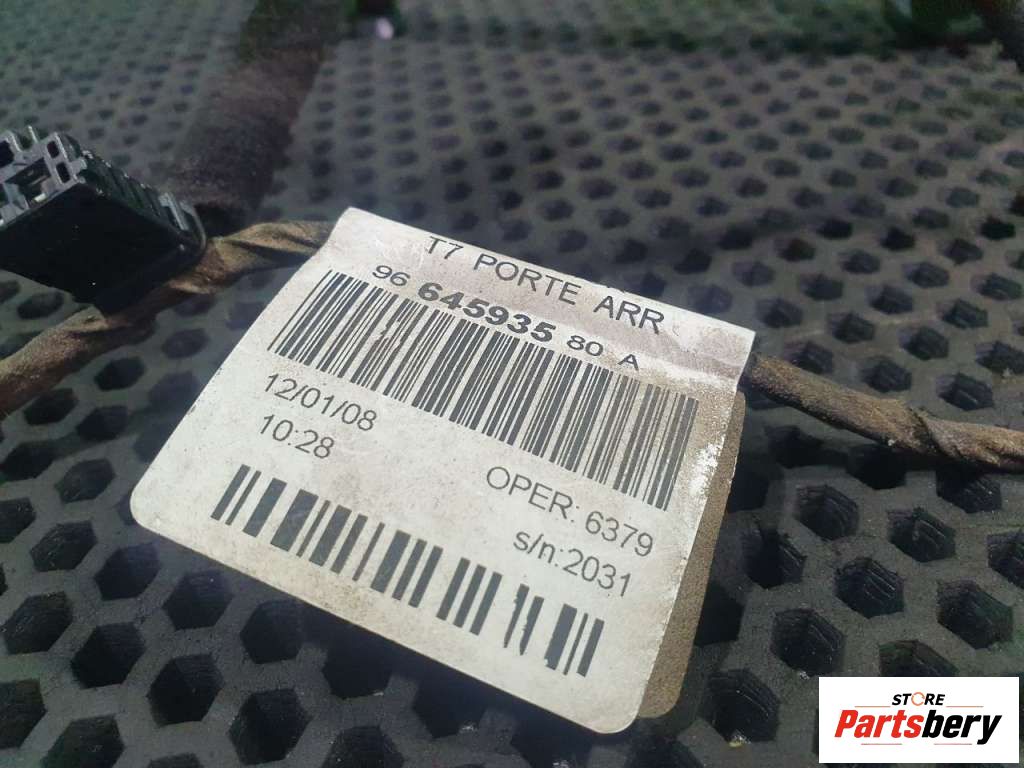 T7 PORTE ARR
96 645935 80 A
12/01/08
10:28
OPER: 6379
s/n:2031
STORE
Partsbery